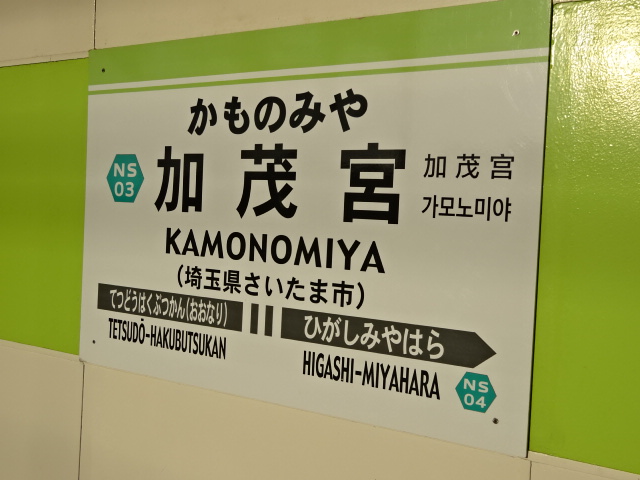 かものみや
NS
03
加茂宮
加茂宮
가모노미야
KAMONOMIYA
(埼玉県さいたま市)
てつどうはくぶつかん(おおなり)
TETSUDŌ-HAKUBUTSUKAN
ひがしみやはら
HIGASHI-MIYAHARA
NS
04